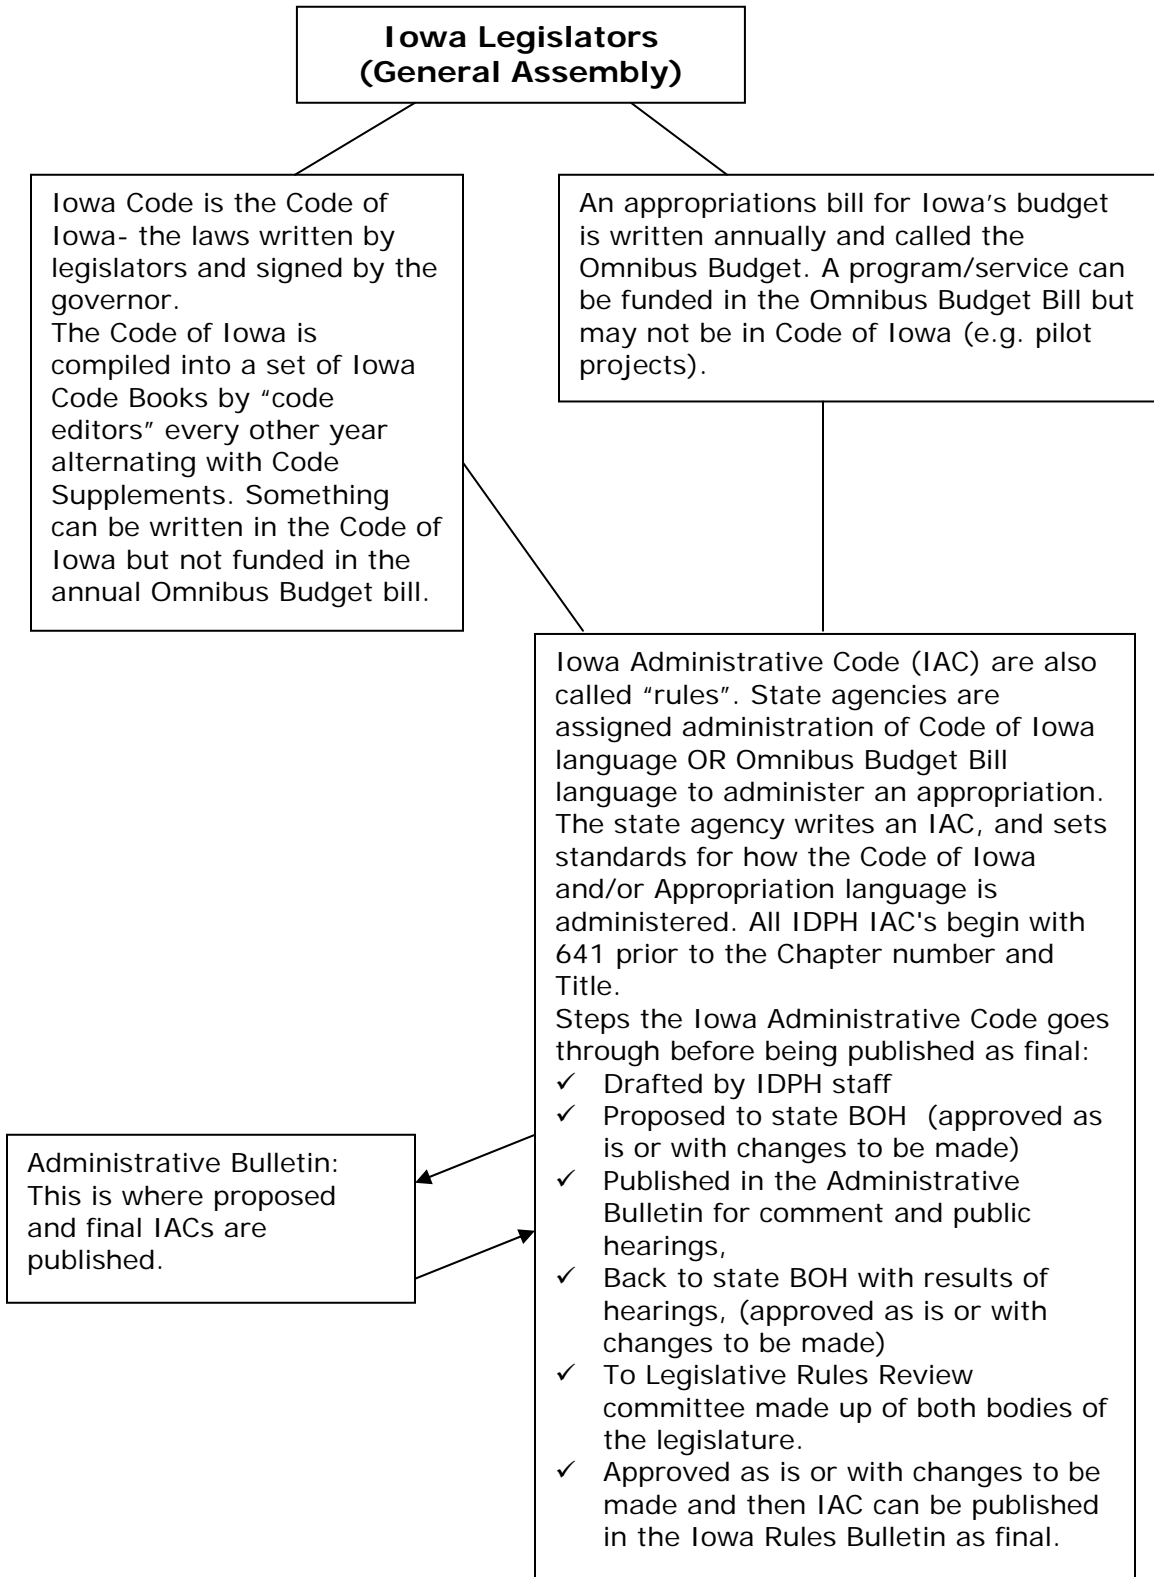 Iowa Legislators
(General Assembly)
Iowa Code is the Code of
Iowa- the laws written by
legislators and signed by the
governor.
The Code of Iowa is
compiled into a set of Iowa
Code Books by “code
editors” every other year
alternating with Code
Supplements. Something
can be written in the Code of
Iowa but not funded in the
annual Omnibus Budget bill.
An appropriations bill for Iowa’s budget
is written annually and called the
Omnibus Budget. A program/service can
be funded in the Omnibus Budget Bill but
may not be in Code of Iowa (e.g. pilot
projects).
Iowa Administrative Code (IAC) are also
called “rules”. State agencies are
assigned administration of Code of Iowa
language OR Omnibus Budget Bill
language to administer an appropriation.
The state agency writes an IAC, and sets
standards for how the Code of Iowa
and/or Appropriation language is
administered. All IDPH IAC's begin with
641 prior to the Chapter number and
Title.
Steps the Iowa Administrative Code goes
through before being published as final:
✓ Drafted by IDPH staff
✓ Proposed to state BOH (approved as
is or with changes to be made)
✓ Published in the Administrative
Bulletin for comment and public
hearings,
✓ Back to state BOH with results of
hearings, (approved as is or with
changes to be made)
✓ To Legislative Rules Review
committee made up of both bodies of
the legislature.
✓ Approved as is or with changes to be
made and then IAC can be published
in the Iowa Rules Bulletin as final.
Administrative Bulletin:
This is where proposed
and final IACs are
published.